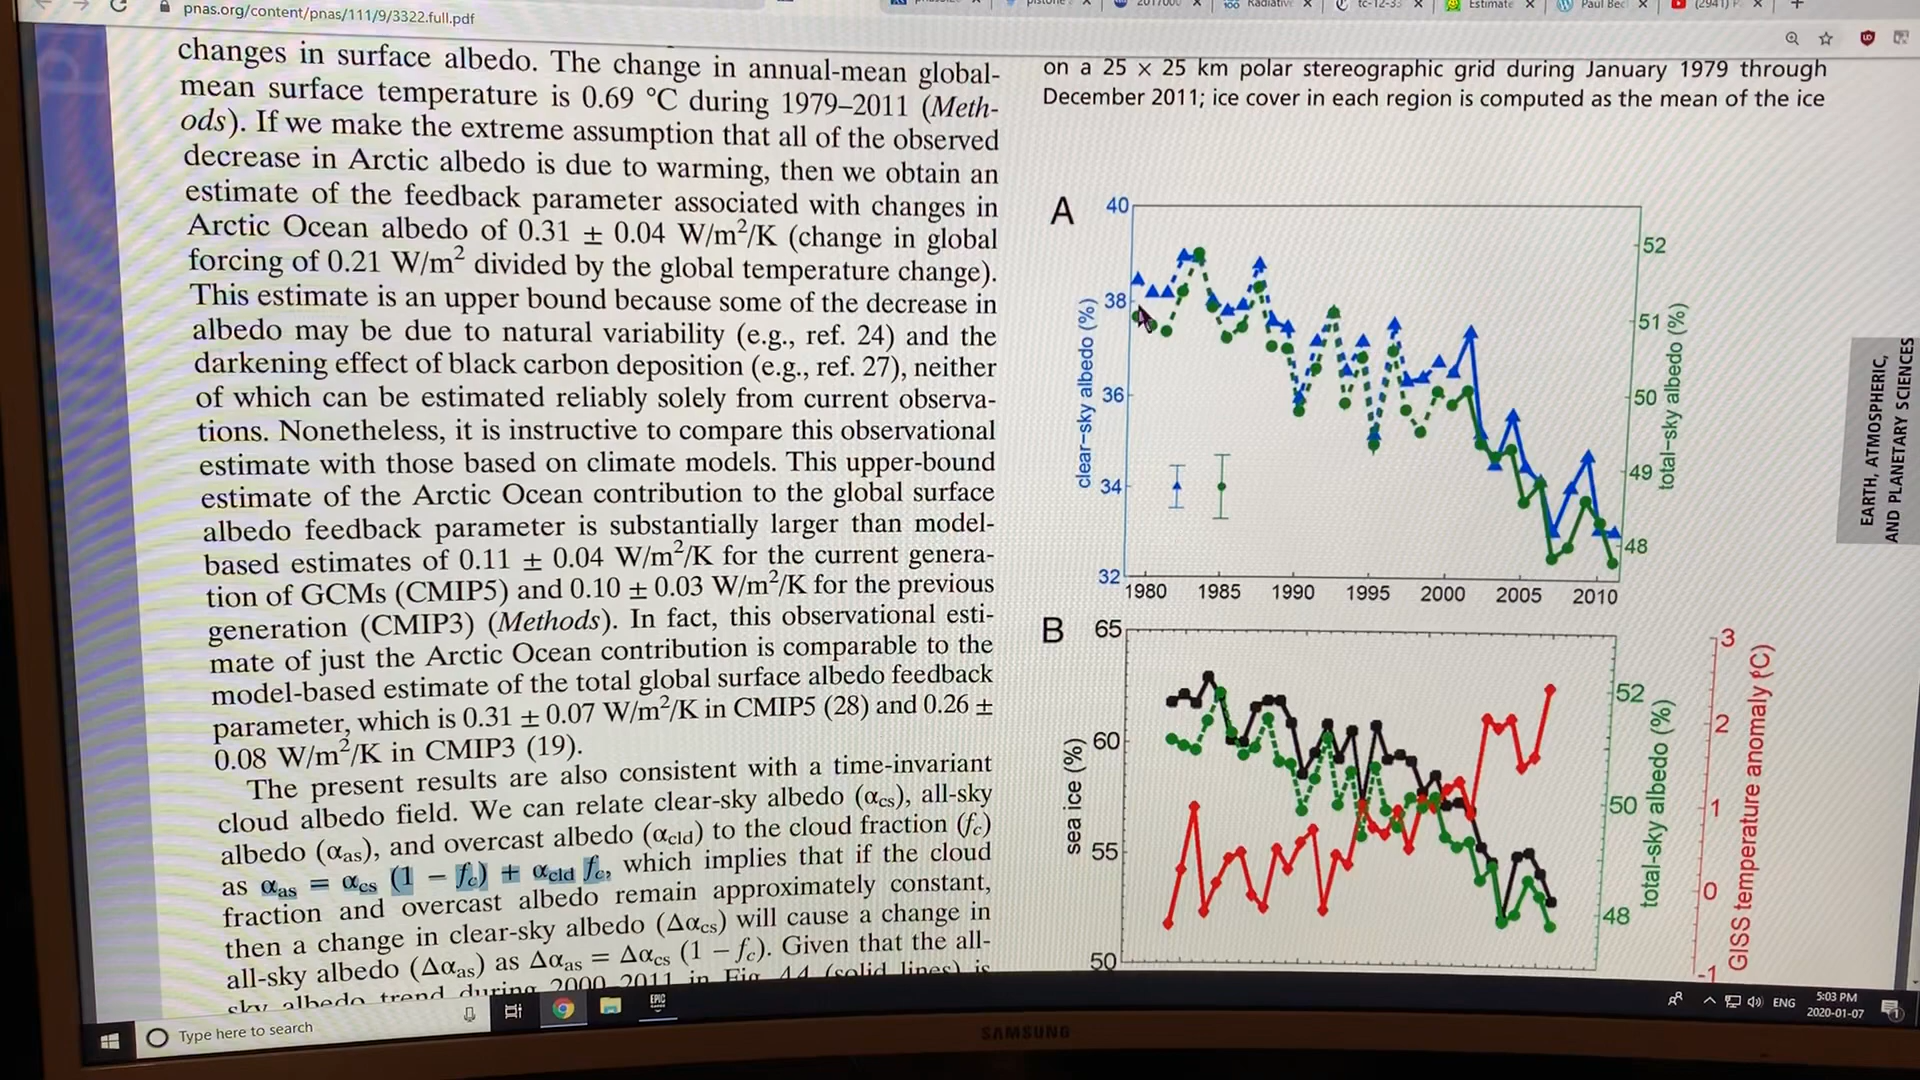 pnas.org/content/pnas/111/9/3322.full.pdf
Radiativ
tc-12-33
Estimate
Paul Bec
changes in surface albedo. The change in annual-mean global-
mean surface temperature is 0.69 °C during 1979–2011 (Meth-
ods). If we make the extreme assumption that all of the observed
decrease in Arctic albedo is due to warming, then we obtain an
estimate of the feedback parameter associated with changes in
Arctic Ocean albedo of 0.31 ± 0.04 W/m²/K (change in global
forcing of 0.21 W/m² divided by the global temperature change).
This estimate is an upper bound because some of the decrease in
albedo may be due to natural variability (e.g., ref. 24) and the
darkening effect of black carbon deposition (e.g., ref. 27), neither
of which can be estimated reliably solely from current observa-
tions. Nonetheless, it is instructive to compare this observational
estimate with those based on climate models. This upper-bound
estimate of the Arctic Ocean contribution to the global surface
albedo feedback parameter is substantially larger than model-
based estimates of 0.11 ± 0.04 W/m²/K for the current genera-
tion of GCMs (CMIP5) and 0.10 ± 0.03 W/m²/K for the previous
generation (CMIP3) (Methods). In fact, this observational esti-
mate of just the Arctic Ocean contribution is comparable to the
model-based estimate of the total global surface albedo feedback
parameter, which is 0.31 ± 0.07 W/m²/K in CMIP5 (28) and 0.26 ±
0.08 W/m²/K in CMIP3 (19).
The present results are also consistent with a time-invariant
cloud albedo field. We can relate clear-sky albedo (αcs), all-sky
albedo (αas), and overcast albedo (αcld) to the cloud fraction (fc)
as αas = αcs (1 − fc) + αcld fc, which implies that if the cloud
fraction and overcast albedo remain approximately constant,
then a change in clear-sky albedo (Δαcs) will cause a change in
all-sky albedo (Δαas) as Δαas = Δαcs (1 − fc). Given that the all-
sky albedo trend during 2000–2011 in Fig. 4A (solid lines) is
on a 25 × 25 km polar stereographic grid during January 1979 through
December 2011; ice cover in each region is computed as the mean of the ice
A
40
38
36
34
32
clear−sky albedo (%)
52
51
50
49
48
total−sky albedo (%)
1980 1985 1990 1995 2000 2005 2010
B
65
60
55
50
sea ice (%)
52
50
48
total-sky albedo (%)
3
2
1
0
-1
GISS temperature anomaly (C)
EARTH, ATMOSPHERIC,
AND PLANETARY SCIENCES
Type here to search
EPIC
ENG
5:03 PM
2020-01-07
1
SAMSUNG